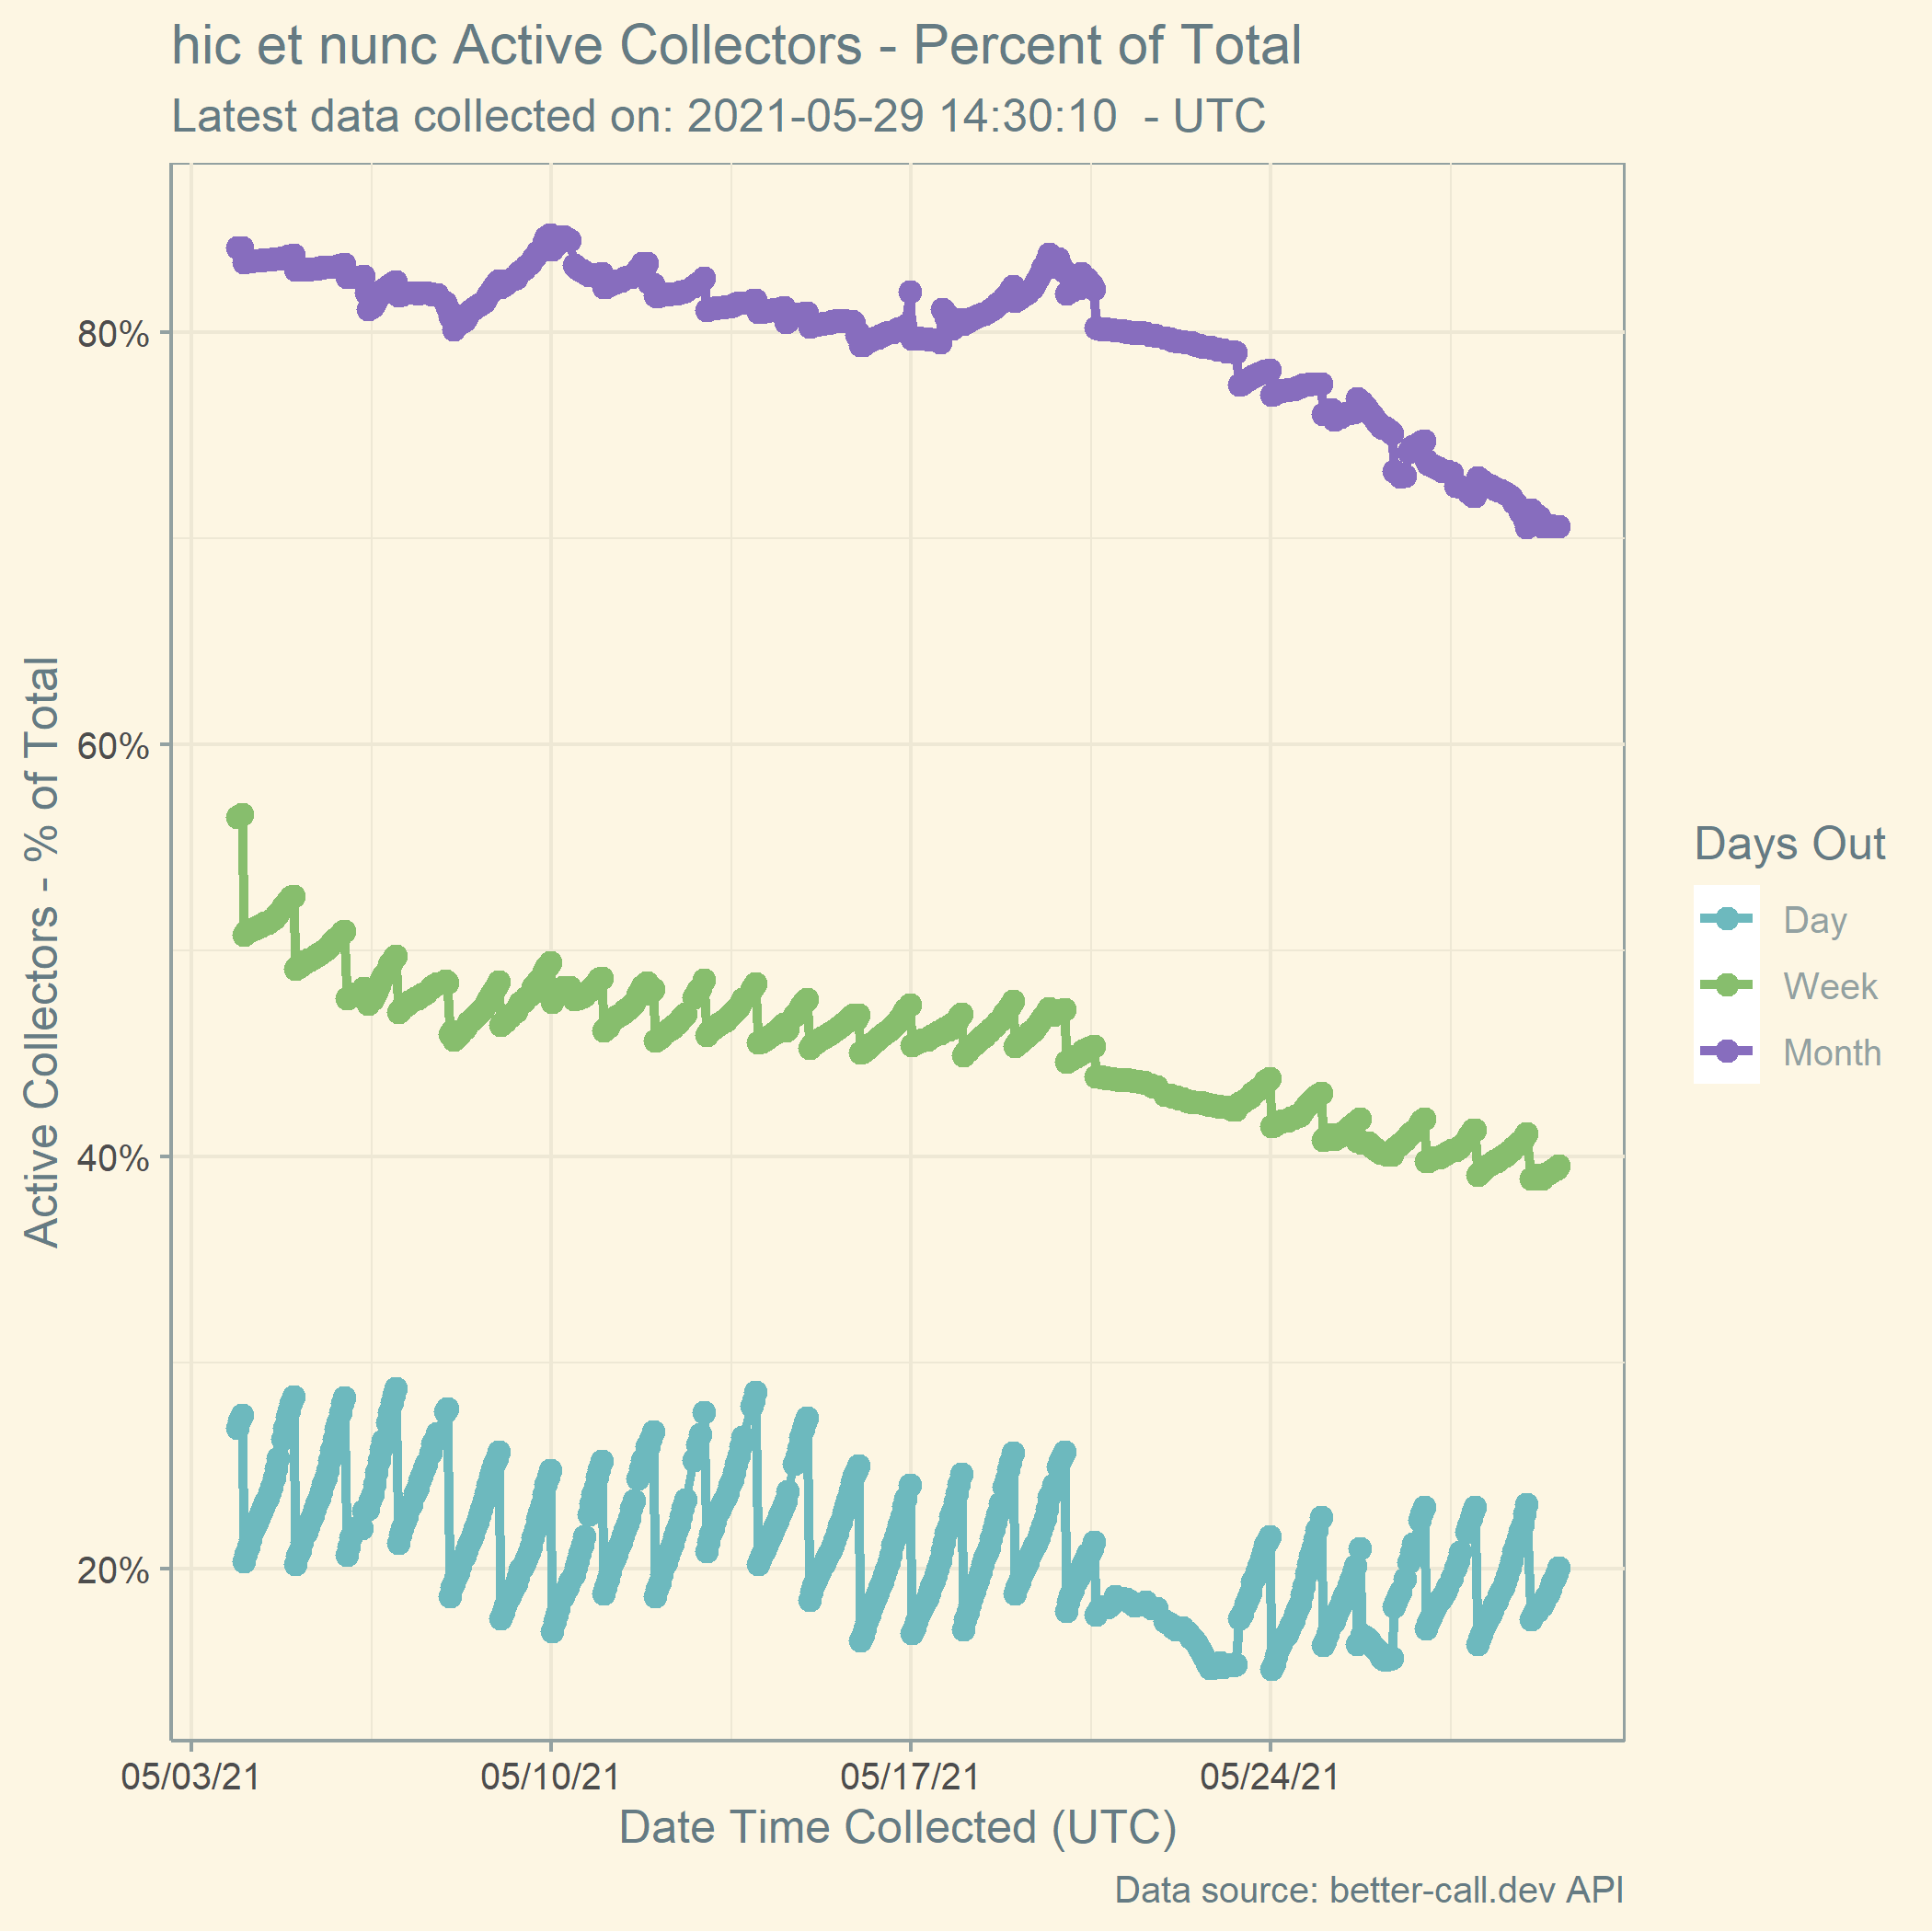 hic et nunc Active Collectors - Percent of Total
Latest data collected on: 2021-05-29 14:30:10  - UTC
Active Collectors - % of Total
80%
60%
40%
20%
05/03/21
05/10/21
05/17/21
05/24/21
Date Time Collected (UTC)
Days Out
Day
Week
Month
Data source: better-call.dev API